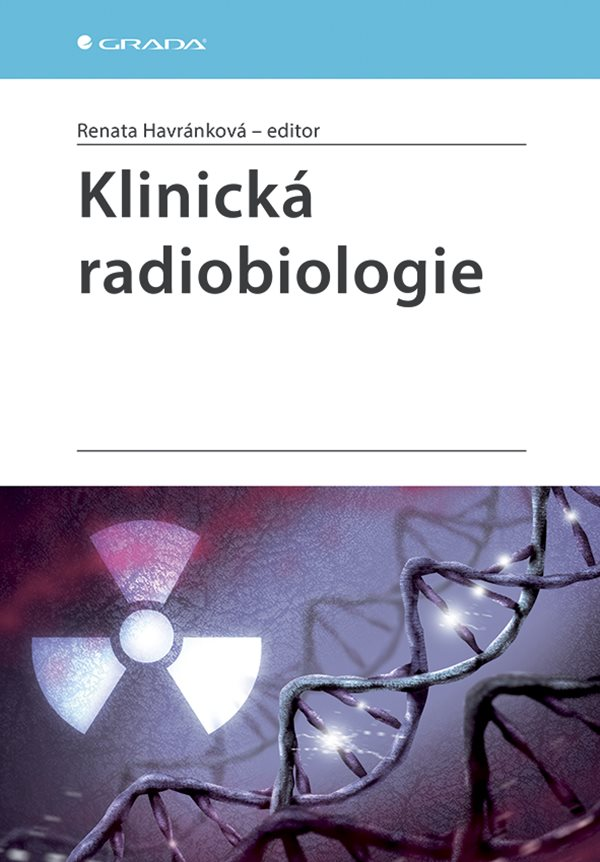 GRADA
Renata Havránková – editor
Klinická
radiobiologie